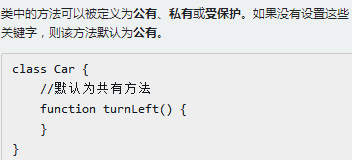 类中的方法可以被定义为公有、私有或受保护。如果没有设置这些
关键字，则该方法默认为公有。
class Car {
    //默认为共有方法
    function turnLeft() {
    }
}